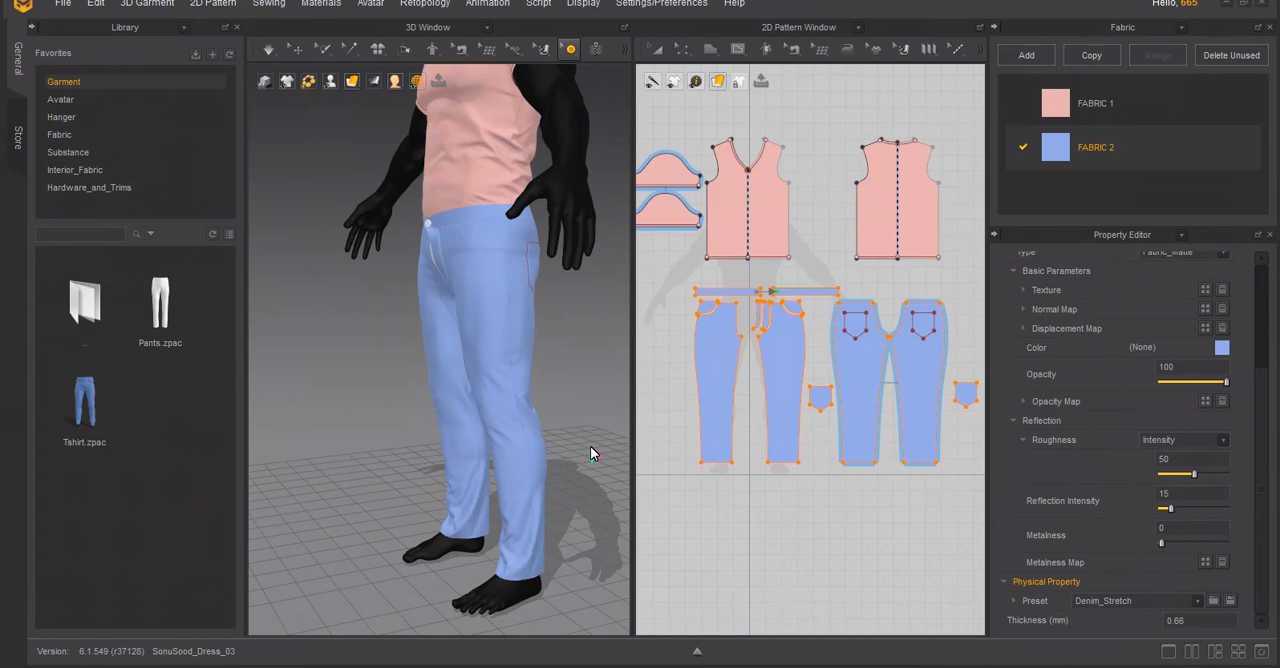 File Edit 3D Garment 2D Pattern Sewing Materials Avatar Retopology Animation Script Display Settings/Preferences Help Hello, 665
Library 3D Window 2D Pattern Window Fabric
General
Store
Favorites
Garment
Avatar
Hanger
Fabric
Substance
Interior_Fabric
Hardware_and_Trims
..
Pants.zpac
Tshirt.zpac
Add Copy Assign Delete Unused
FABRIC 1
FABRIC 2
Property Editor
Type Fabric_Matte
Basic Parameters
Texture
Normal Map
Displacement Map
Color (None)
Opacity 100
Opacity Map
Reflection
Roughness Intensity
50
Reflection Intensity 15
Metalness 0
Metalness Map
Physical Property
Preset Denim_Stretch
Thickness (mm) 0.66
Version: 6.1.549 (r37128) SonuSood_Dress_03